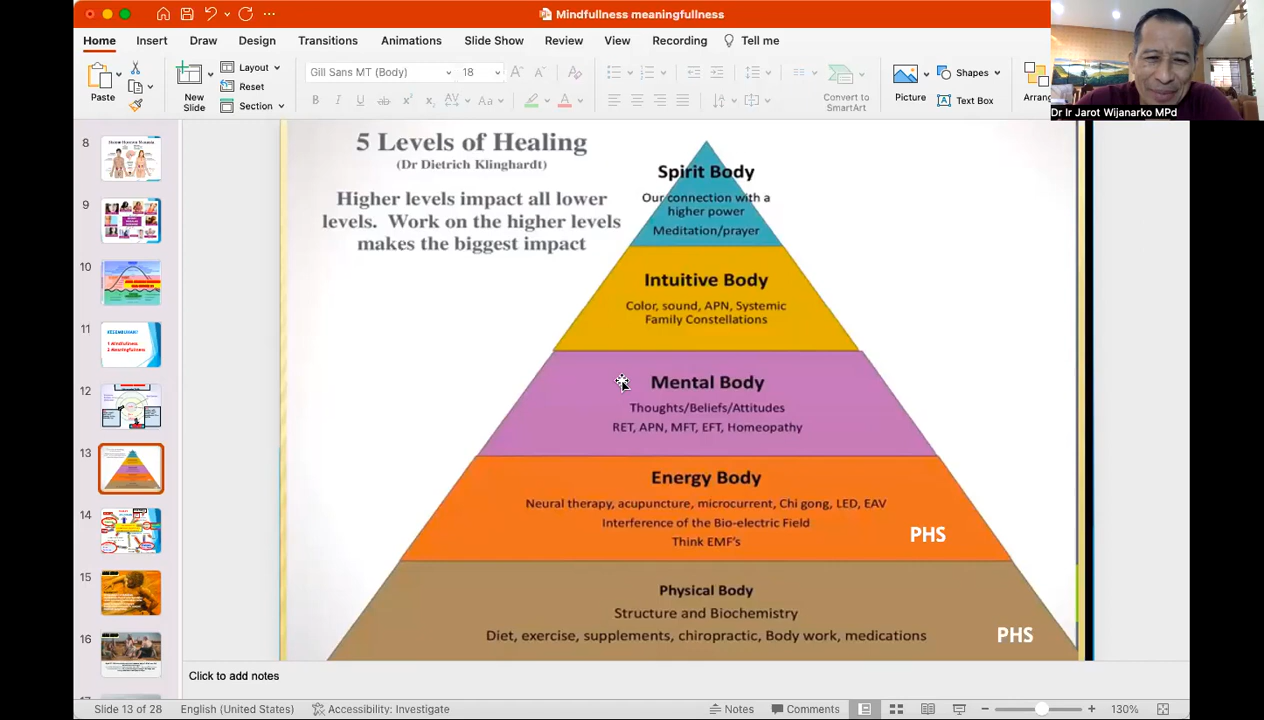 Mindfullness meaningfullness
Home Insert Draw Design Transitions Animations Slide Show Review View Recording Tell me
Paste
New
Slide
Layout
Reset
Section
Gill Sans MT (Body) 18
Convert to
SmartArt
Picture
Shapes
Text Box
Arrang
Dr Ir Jarot Wijanarko MPd
8
9
10
11
1 Mindfullness
2 Meaningfullness
12
13
14
15
16
5 Levels of Healing
(Dr Dietrich Klinghardt)
Higher levels impact all lower
levels. Work on the higher levels
makes the biggest impact
Spirit Body
Our connection with a
higher power
Meditation/prayer
Intuitive Body
Color, sound, APN, Systemic
Family Constellations
Mental Body
Thoughts/Beliefs/Attitudes
RET, APN, MFT, EFT, Homeopathy
Energy Body
Neural therapy, acupuncture, microcurrent, Chi gong, LED, EAV
Interference of the Bio-electric Field
Think EMF's
PHS
Physical Body
Structure and Biochemistry
Diet, exercise, supplements, chiropractic, Body work, medications
PHS
Click to add notes
Slide 13 of 28 English (United States) Accessibility: Investigate Notes Comments 130%